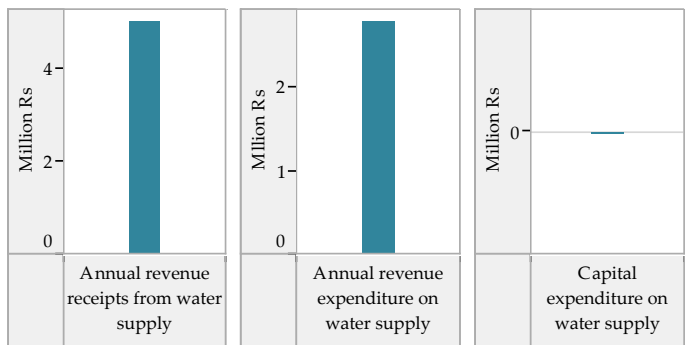 Million Rs
4
2
0
Annual revenue
receipts from water
supply
Mllion Rs
2
1
0
Annual revenue
expenditure on
water supply
Million Rs
0
Capital
expenditure on
water supply